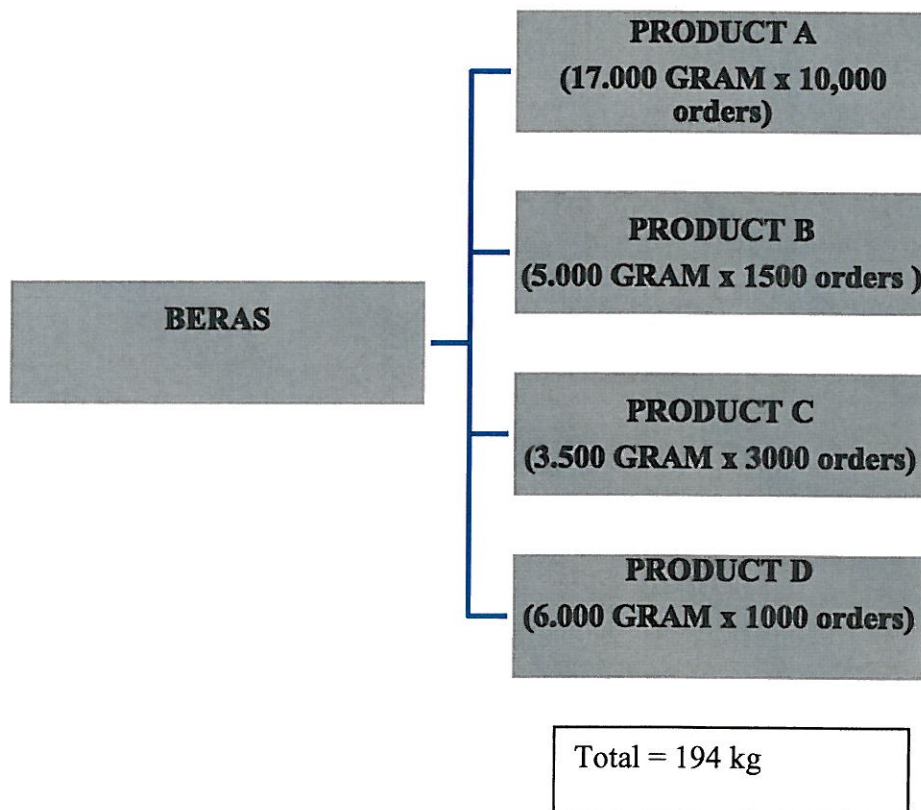 BERAS
PRODUCT A
(17.000 GRAM x 10,000
orders)
PRODUCT B
(5.000 GRAM x 1500 orders )
PRODUCT C
(3.500 GRAM x 3000 orders)
PRODUCT D
(6.000 GRAM x 1000 orders)
Total = 194 kg